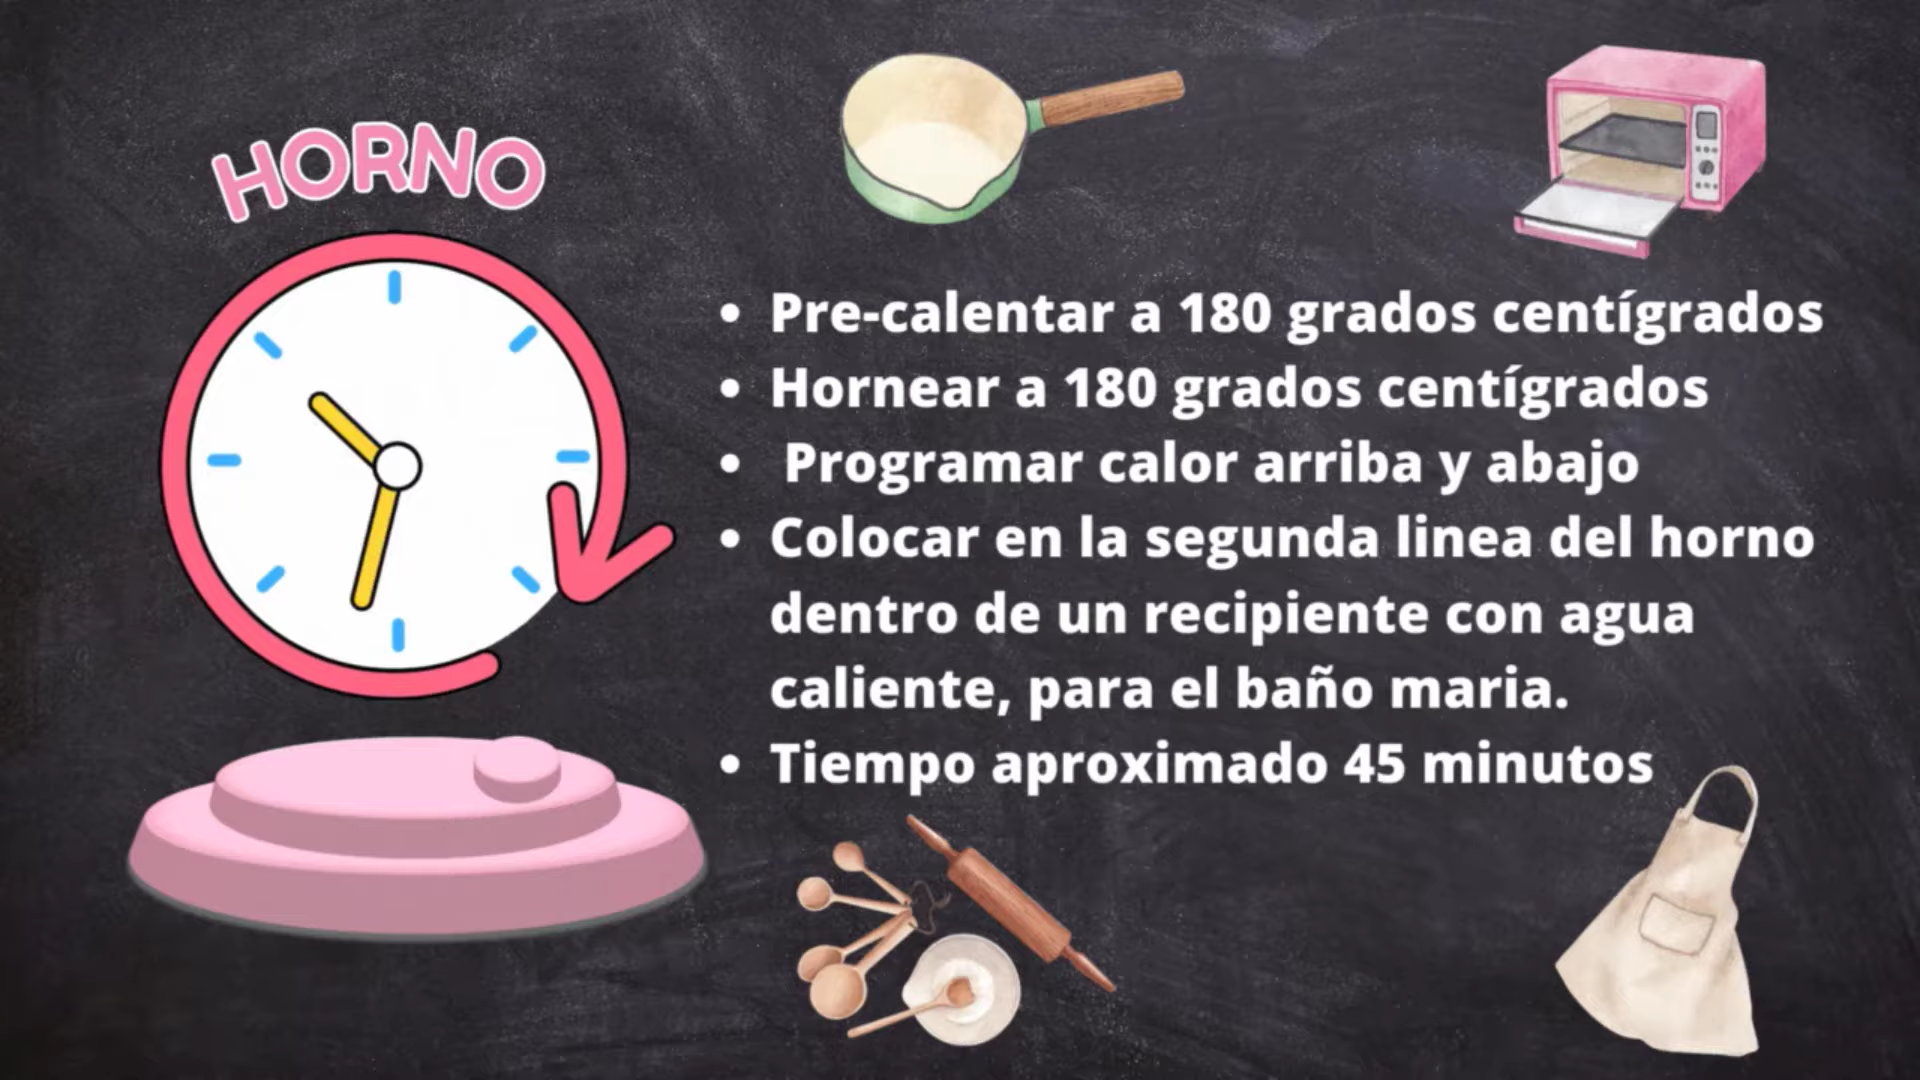 HORNO
• Pre-calentar a 180 grados centígrados
• Hornear a 180 grados centígrados
• Programar calor arriba y abajo
• Colocar en la segunda linea del horno
dentro de un recipiente con agua
caliente, para el baño maria.
• Tiempo aproximado 45 minutos